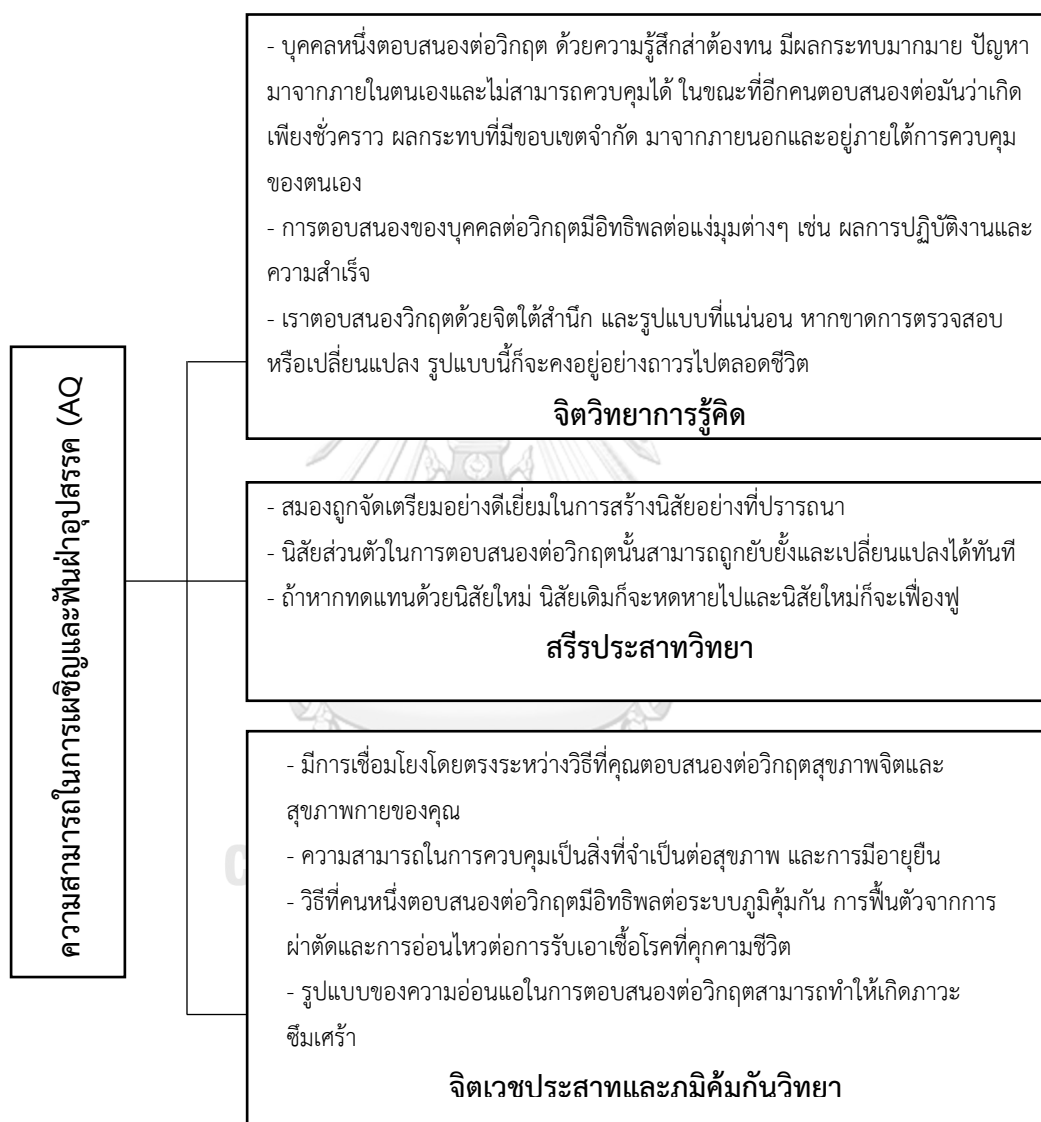 ความสามารถในการเผชิญและฟันฝ่าอุปสรรค (AQ
- บุคคลหนึ่งตอบสนองต่อวิกฤต ด้วยความรู้สึกส่าต้องทน มีผลกระทบมากมาย ปัญหา
มาจากภายในตนเองและไม่สามารถควบคุมได้ ในขณะที่อีกคนตอบสนองต่อมันว่าเกิด
เพียงชั่วคราว ผลกระทบที่มีขอบเขตจำกัด มาจากภายนอกและอยู่ภายใต้การควบคุม
ของตนเอง
- การตอบสนองของบุคคลต่อวิกฤตมีอิทธิพลต่อแง่มุมต่างๆ เช่น ผลการปฏิบัติงานและ
ความสำเร็จ
- เราตอบสนองวิกฤตด้วยจิตใต้สำนึก และรูปแบบที่แน่นอน หากขาดการตรวจสอบ
หรือเปลี่ยนแปลง รูปแบบนี้ก็จะคงอยู่อย่างถาวรไปตลอดชีวิต
จิตวิทยาการรู้คิด
- สมองถูกจัดเตรียมอย่างดีเยี่ยมในการสร้างนิสัยอย่างที่ปรารถนา
- นิสัยส่วนตัวในการตอบสนองต่อวิกฤตนั้นสามารถถูกยับยั้งและเปลี่ยนแปลงได้ทันที
- ถ้าหากทดแทนด้วยนิสัยใหม่ นิสัยเดิมก็จะหดหายไปและนิสัยใหม่ก็จะเฟื่องฟู
สรีรประสาทวิทยา
- มีการเชื่อมโยงโดยตรงระหว่างวิธีที่คุณตอบสนองต่อวิกฤตสุขภาพจิตและ
สุขภาพกายของคุณ
- ความสามารถในการควบคุมเป็นสิ่งที่จำเป็นต่อสุขภาพ และการมีอายุยืน
- วิธีที่คนหนึ่งตอบสนองต่อวิกฤตมีอิทธิพลต่อระบบภูมิคุ้มกัน การฟื้นตัวจากการ
ผ่าตัดและการอ่อนไหวต่อการรับเอาเชื้อโรคที่คุกคามชีวิต
- รูปแบบของความอ่อนแอในการตอบสนองต่อวิกฤตสามารถทำให้เกิดภาวะ
ซึมเศร้า
จิตเวชประสาทและภูมิคุ้มกันวิทยา